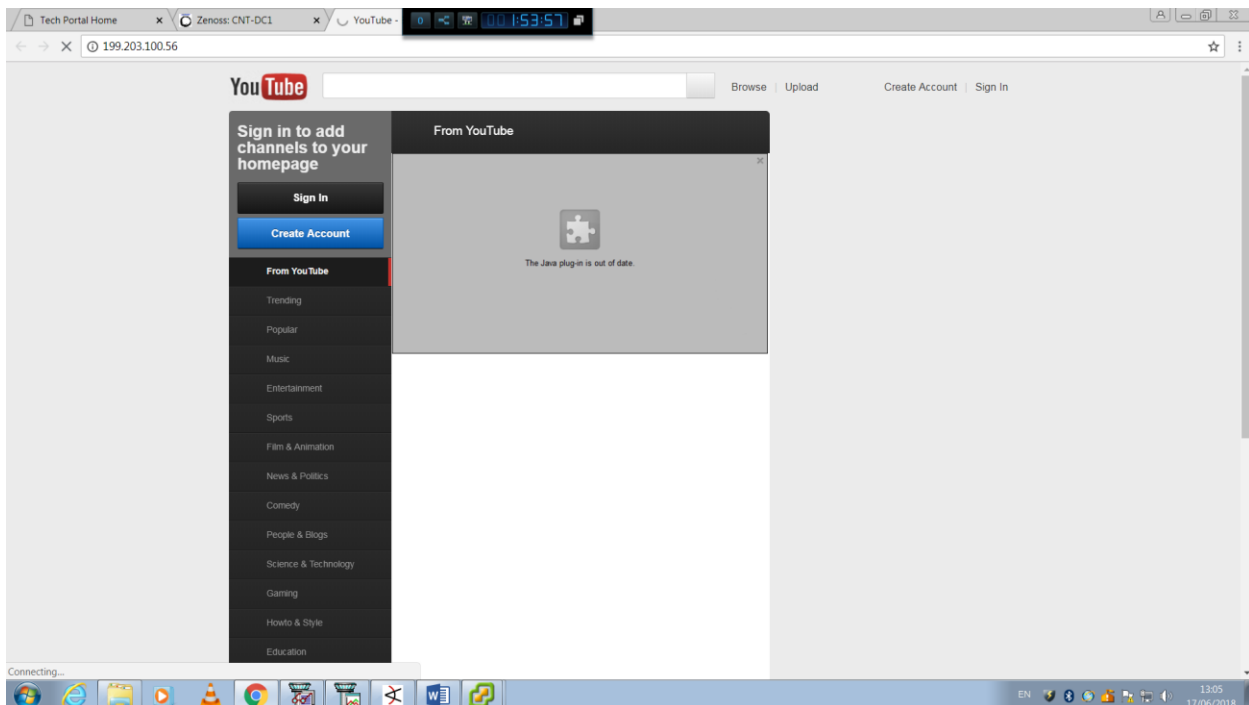 Tech Portal Home
Zenoss: CNT-DC1
YouTube -
0
1:53:57
199.203.100.56
YouTube
Browse Upload Create Account Sign In
Sign in to add
channels to your
homepage
Sign In
Create Account
From YouTube
Trending
Popular
Music
Entertainment
Sports
Film & Animation
News & Politics
Comedy
People & Blogs
Science & Technology
Gaming
Howto & Style
Education
From YouTube
The Java plug-in is out of date.
Connecting...
EN
13:05
17/06/2018